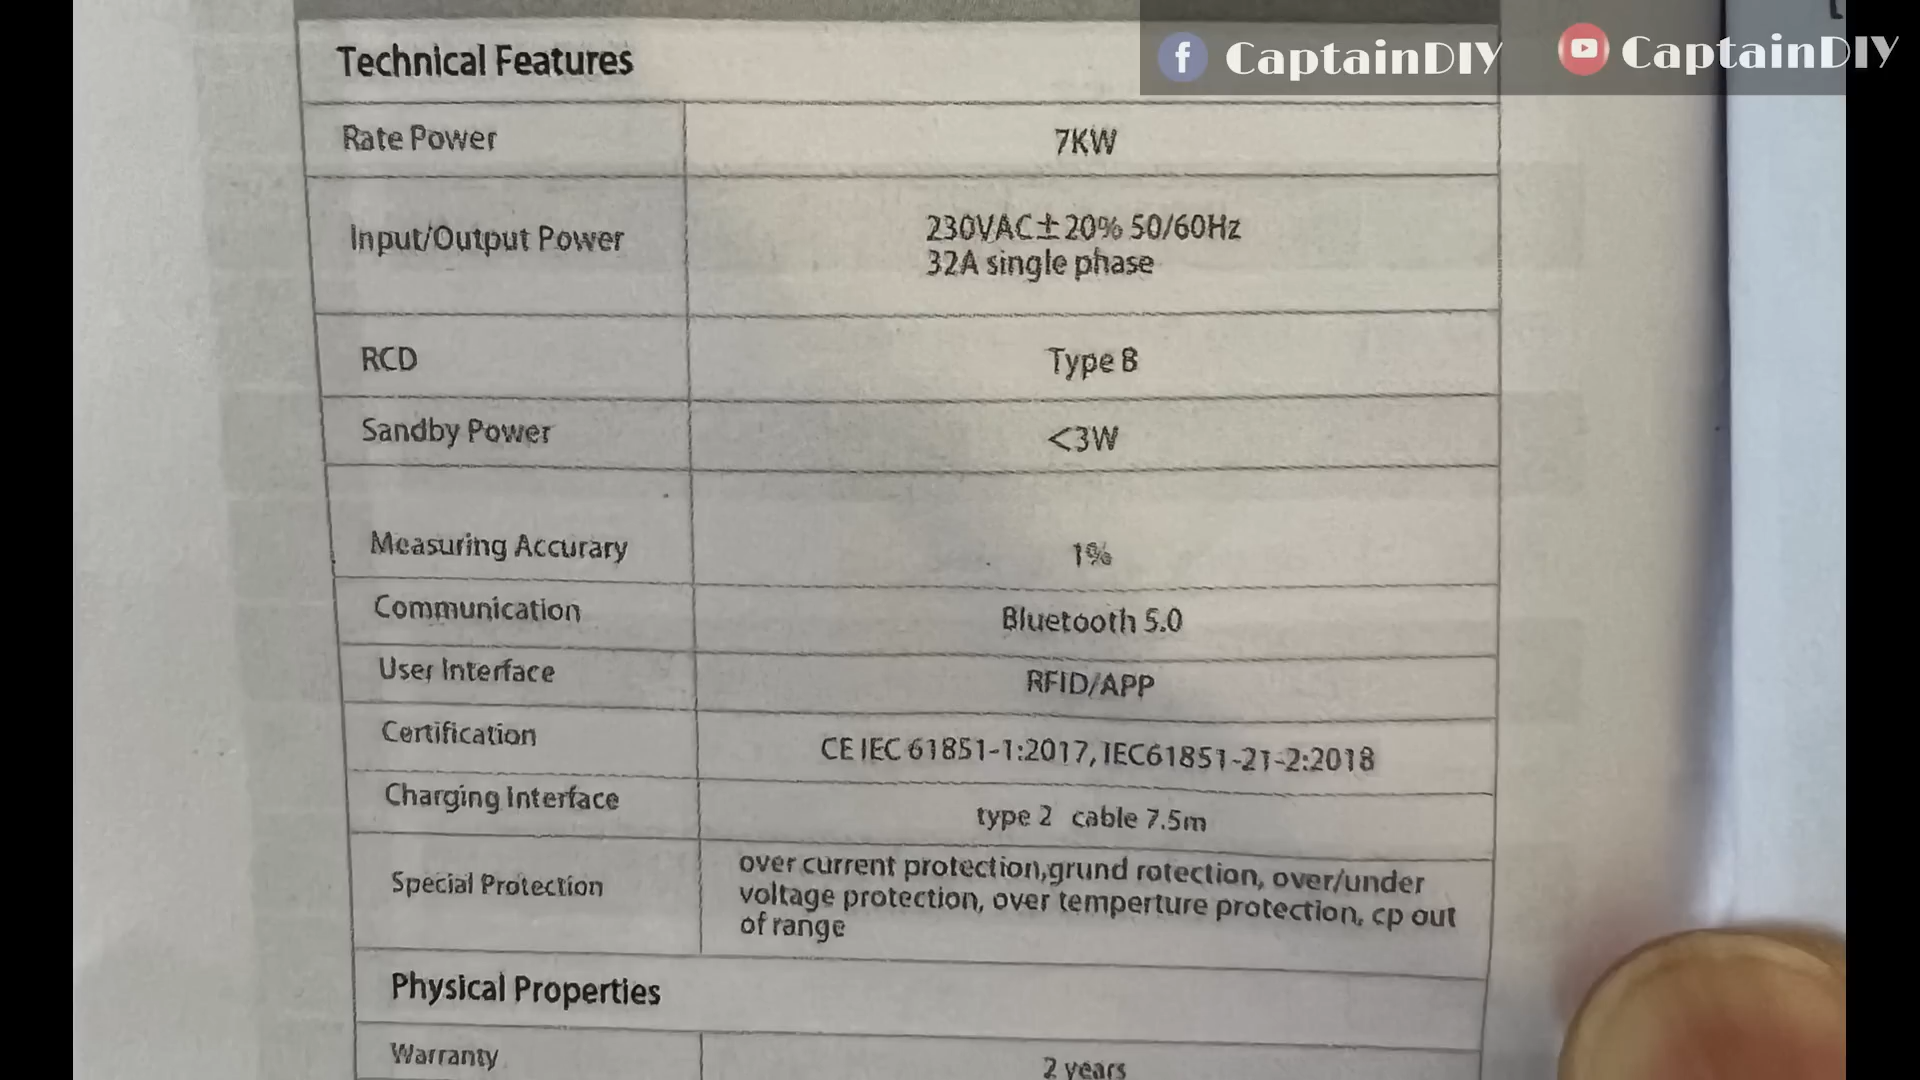 CaptainDIY CaptainDIY
Technical Features
Rate Power 7KW
Input/Output Power 230VAC±20% 50/60Hz
32A single phase
RCD Type B
Sandby Power <3W
Measuring Accurary 1%
Communication Bluetooth 5.0
User Interface RFID/APP
Certification CE IEC 61851-1:2017, IEC61851-21-2:2018
Charging Interface type 2 cable 7.5m
Special Protection over current protection,grund rotection, over/under
voltage protection, over temperture protection, cp out
of range
Physical Properties
Warranty 2 years